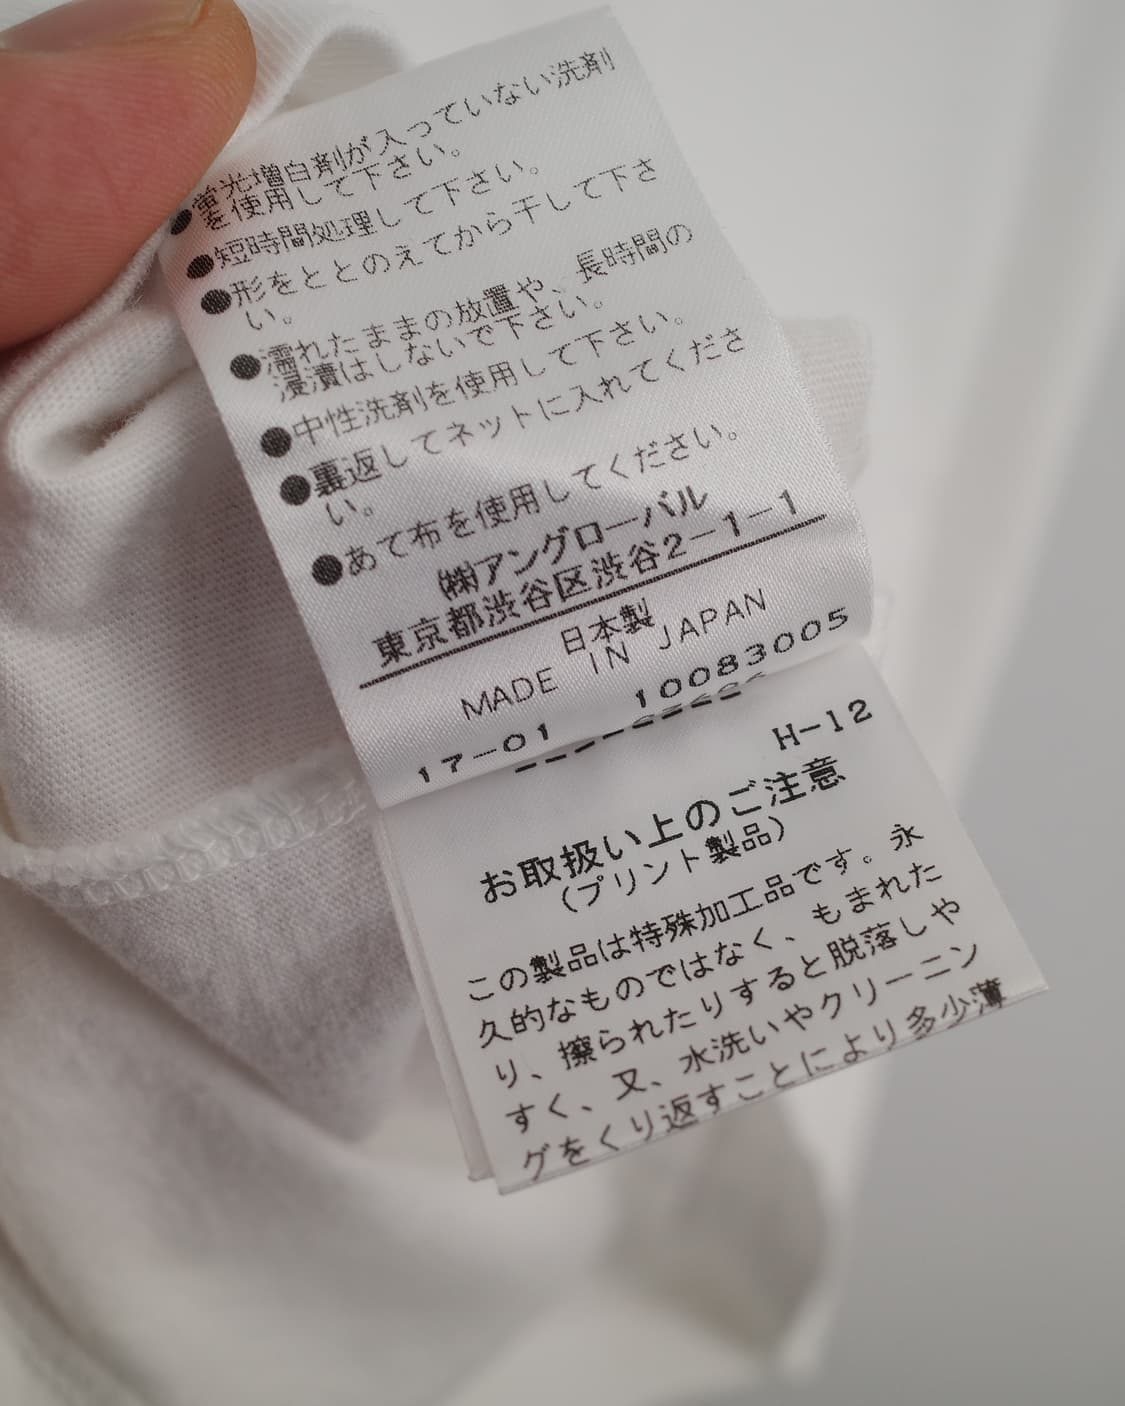 ●蛍光増白剤が入っていない洗剤
を使用して下さい。
●短時間処理して下さい。
●形をととのえてから干して下さ
い。
●濡れたままの放置や、長時間の
浸漬はしないで下さい。
●中性洗剤を使用して下さい。
●裏返してネットに入れてくださ
い。
●あて布を使用してください。
㈱アングローバル
東京都渋谷区渋谷2-1-1
日本製
MADE IN JAPAN
17-01 10083005
H-12
お取扱い上のご注意
(プリント製品)
この製品は特殊加工品です。永
久的なものではなく、もまれた
り、擦られたりすると脱落しや
すく、又、水洗いやクリーニン
グをくり返すことにより多少薄